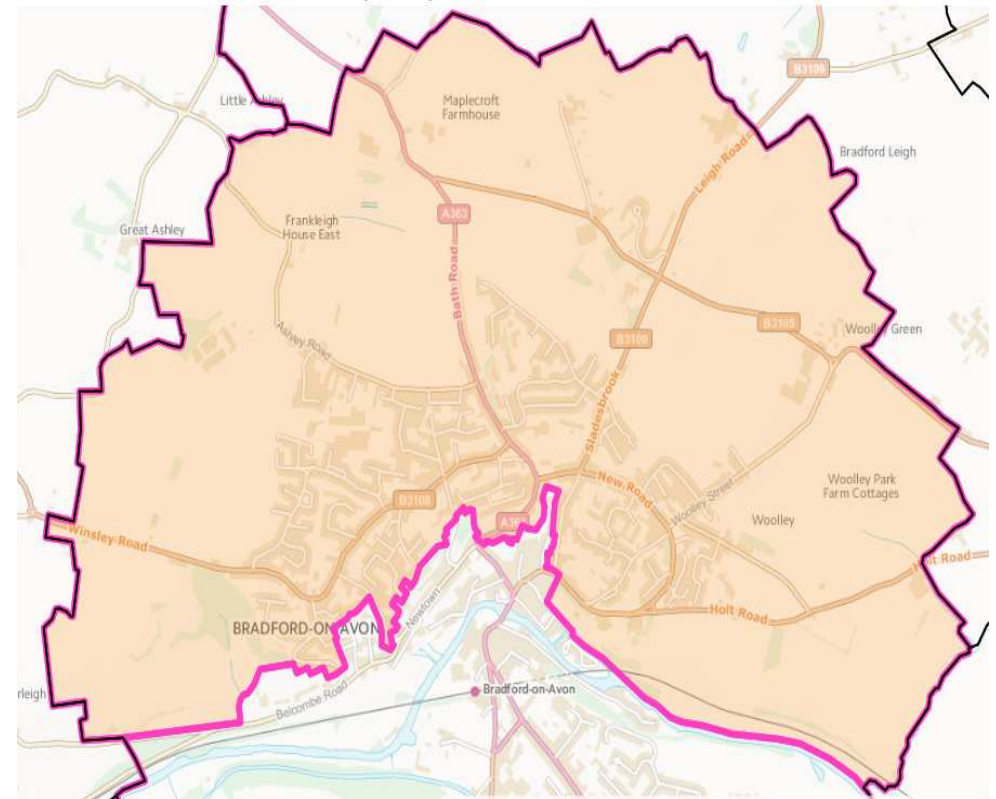 B3109
Little
Maplecroft
Farmhouse
Leigh Road
Bradford Leigh
A363
Frankleigh
House East
Great Ashley
Bath Road
B3105
Woolley Green
B3109
Ashley Road
Sladesbrook
New Road
Woolley Park
Farm Cottages
B3108
Woolley Street
Woolley
Winsley Road
Holt Road
Holt Road
Newtown
BRADFORD-ON-AVON
Bradford-on-Avon
Belcombe Road